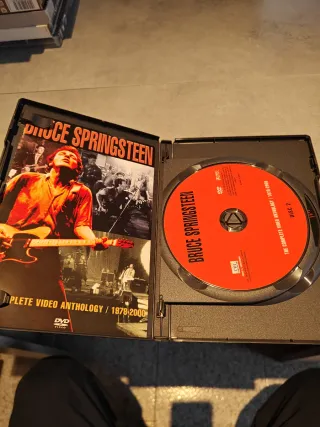 BRUCE SPRINGSTEEN
PLETE VIDEO ANTHOLOGY / 1978-2000
DVD
BRUCE SPRINGSTEEN
THE COMPLETE VIDEO ANTHOLOGY / 1978-2000